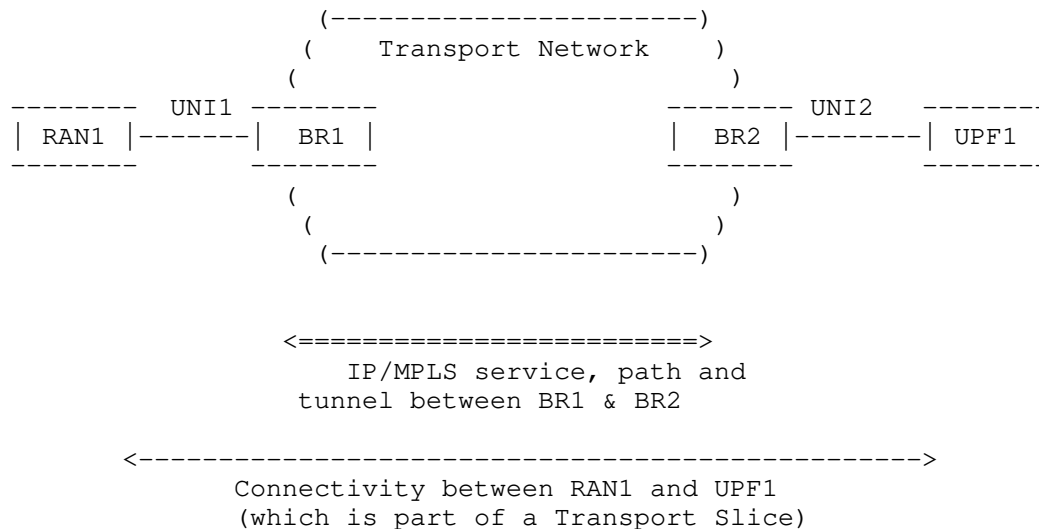 Transport Network
UNI1 UNI2
RAN1 BR1 BR2 UPF1
IP/MPLS service, path and
tunnel between BR1 & BR2
Connectivity between RAN1 and UPF1
(which is part of a Transport Slice)